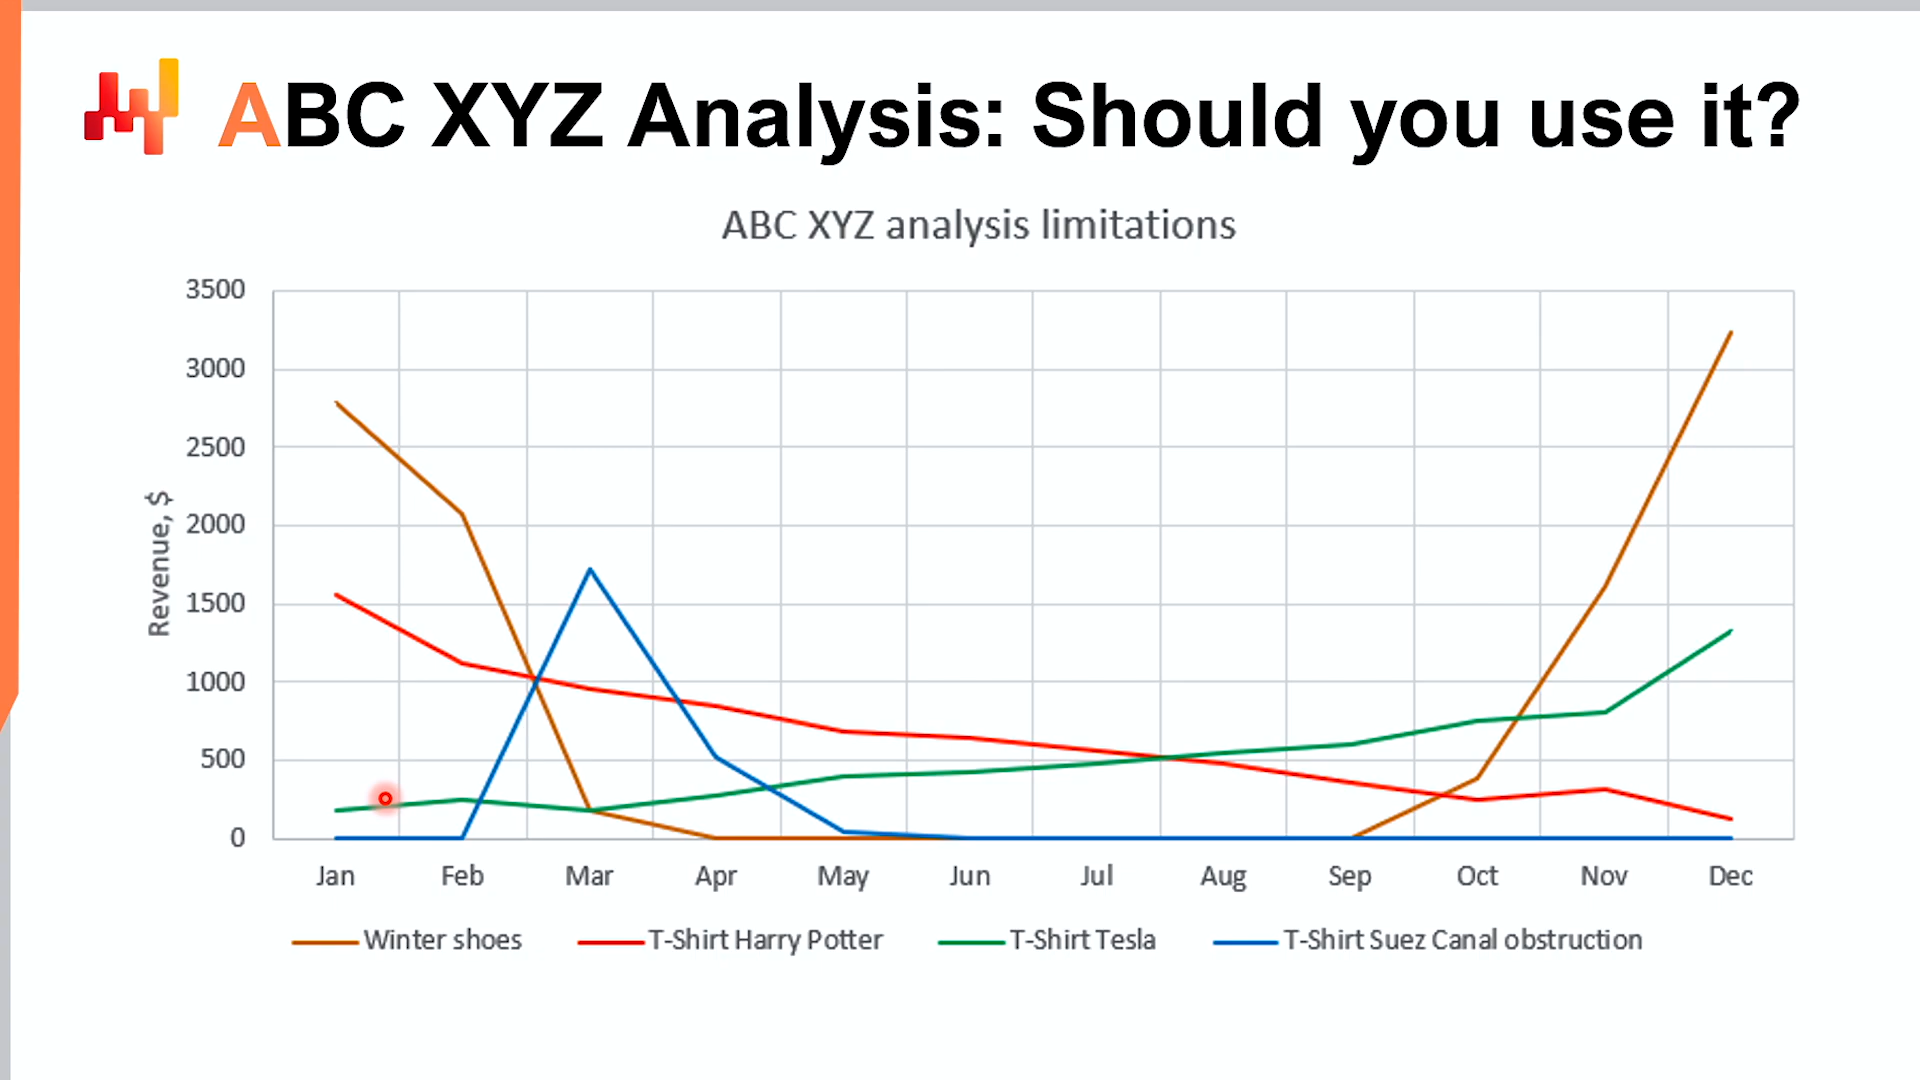 ABC XYZ Analysis: Should you use it?
ABC XYZ analysis limitations
3500
3000
2500
2000
1500
1000
500
0
Revenue, $
Jan Feb Mar Apr May Jun Jul Aug Sep Oct Nov Dec
Winter shoes T-Shirt Harry Potter T-Shirt Tesla T-Shirt Suez Canal obstruction